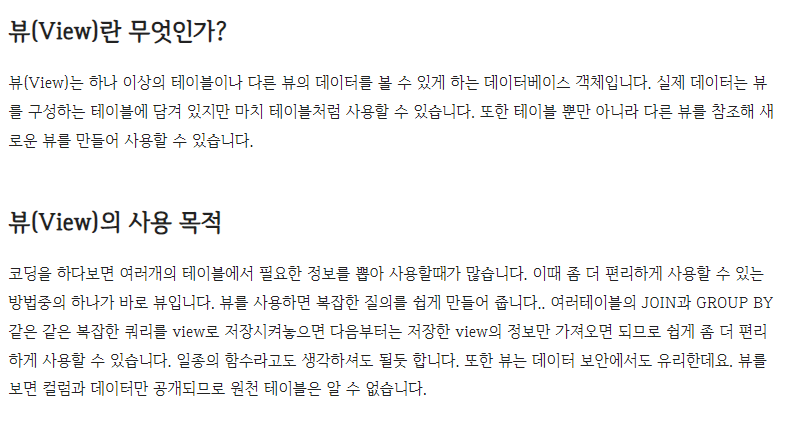 뷰(View)란 무엇인가?
뷰(View)는 하나 이상의 테이블이나 다른 뷰의 데이터를 볼 수 있게 하는 데이터베이스 객체입니다. 실제 데이터는 뷰
를 구성하는 테이블에 담겨 있지만 마치 테이블처럼 사용할 수 있습니다. 또한 테이블 뿐만 아니라 다른 뷰를 참조해 새
로운 뷰를 만들어 사용할 수 있습니다.
뷰(View)의 사용 목적
코딩을 하다보면 여러개의 테이블에서 필요한 정보를 뽑아 사용할때가 많습니다. 이때 좀 더 편리하게 사용할 수 있는
방법중의 하나가 바로 뷰입니다. 뷰를 사용하면 복잡한 질의를 쉽게 만들어 줍니다.. 여러테이블의 JOIN과 GROUP BY
같은 같은 복잡한 쿼리를 view로 저장시켜놓으면 다음부터는 저장한 view의 정보만 가져오면 되므로 쉽게 좀 더 편리
하게 사용할 수 있습니다. 일종의 함수라고도 생각하셔도 될듯 합니다. 또한 뷰는 데이터 보안에서도 유리한데요. 뷰를
보면 컬럼과 데이터만 공개되므로 원천 테이블은 알 수 없습니다.